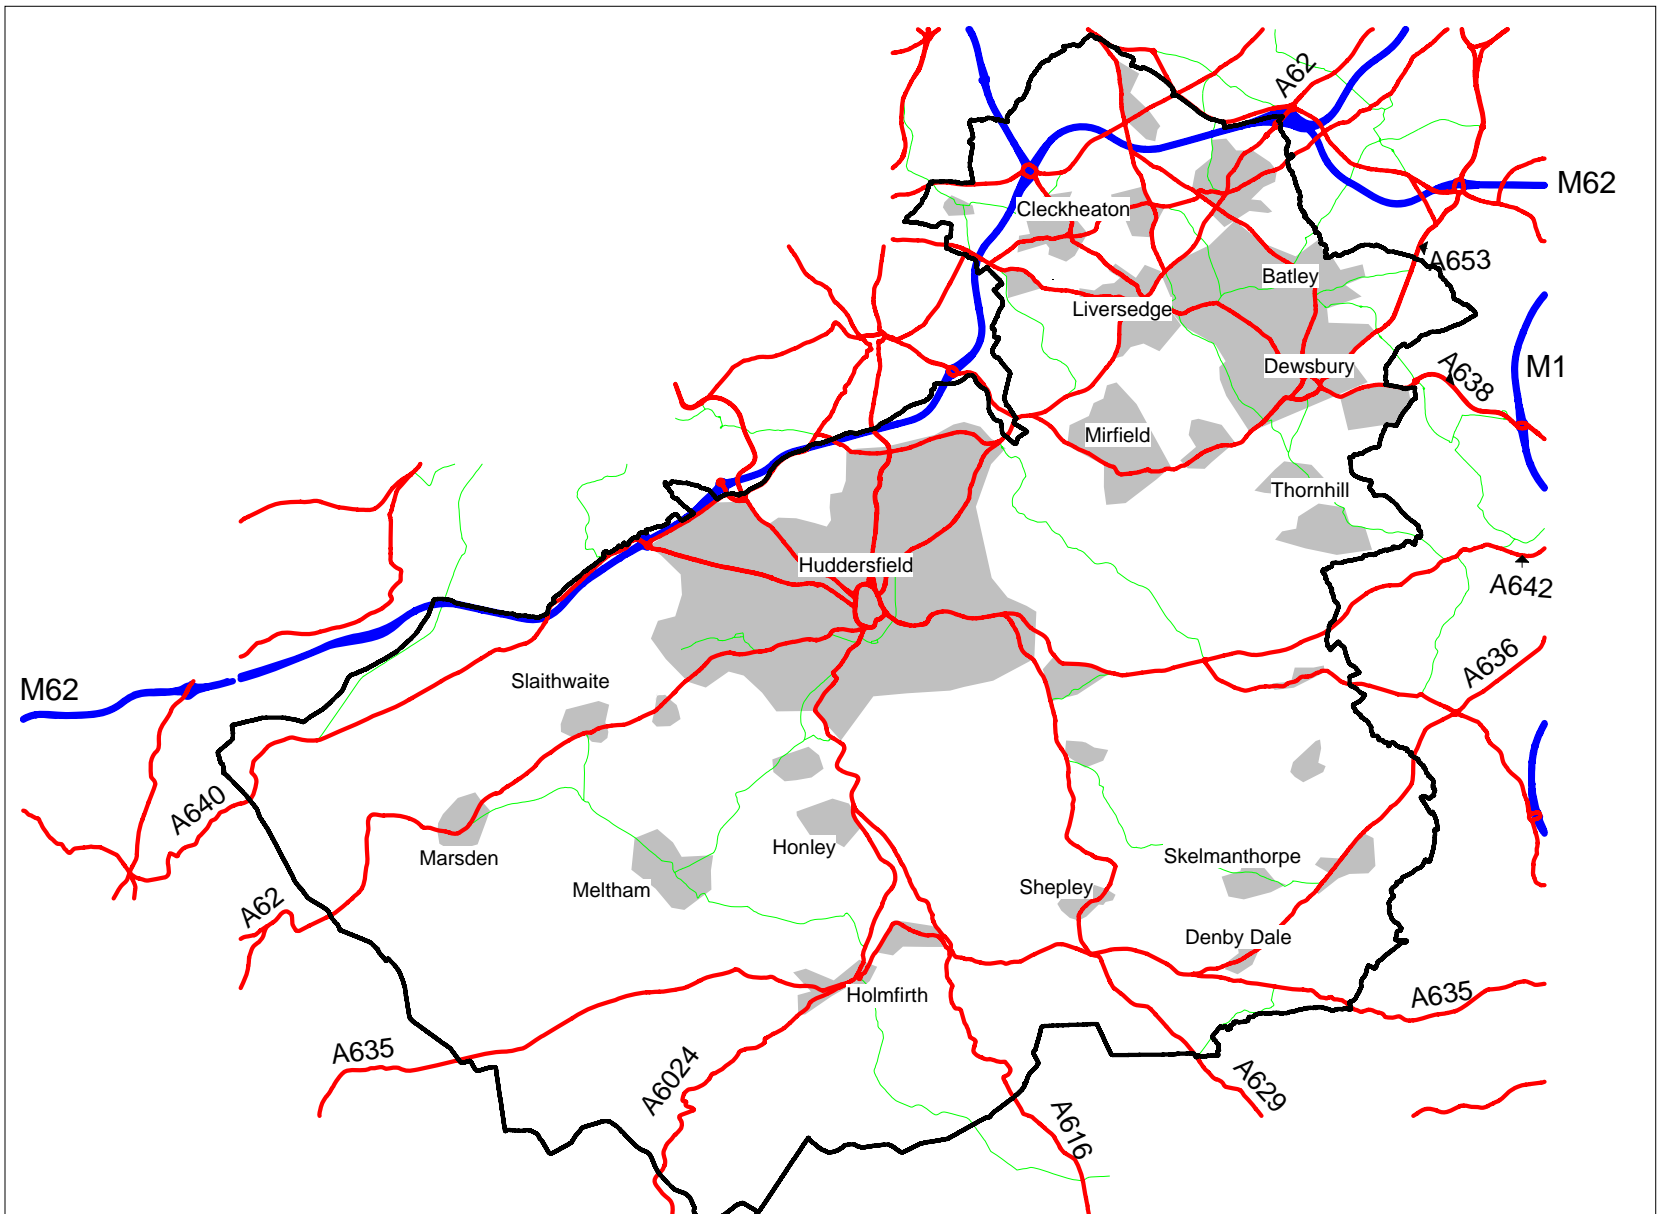 A62
M62
Cleckheaton
A653
Batley
Liversedge
Dewsbury
M1
A638
Mirfield
Thornhill
Huddersfield
A642
A636
Slaithwaite
M62
A640
Marsden
Honley
Skelmanthorpe
Meltham
Shepley
A62
Denby Dale
Holmfirth
A635
A635
A6024
A629
A616